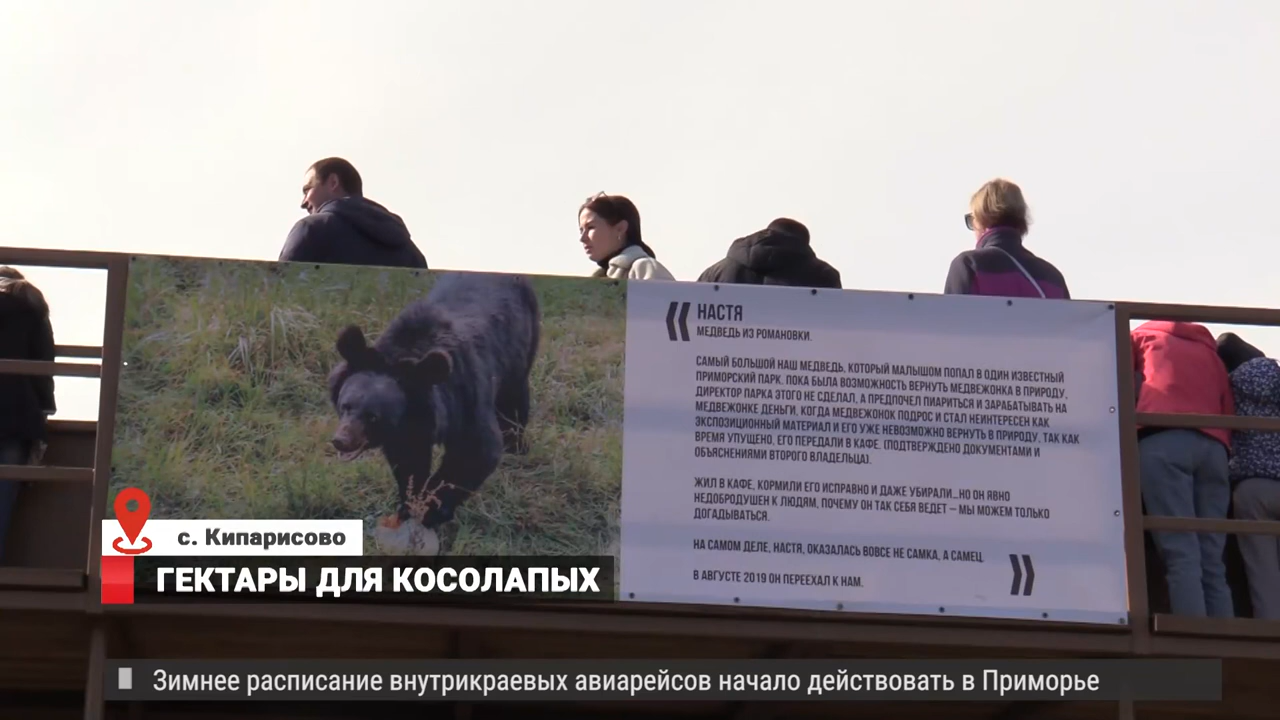 « НАСТЯ
МЕДВЕДЬ ИЗ РОМАНОВКИ.
САМЫЙ БОЛЬШОЙ НАШ МЕДВЕДЬ, КОТОРЫЙ МАЛЫШОМ ПОПАЛ В ОДИН ИЗВЕСТНЫЙ
ПРИМОРСКИЙ ПАРК. ПОКА БЫЛА ВОЗМОЖНОСТЬ ВЕРНУТЬ МЕДВЕЖОНКА В ПРИРОДУ,
ДИРЕКТОР ПАРКА ЭТОГО НЕ СДЕЛАЛ, А ПРЕДПОЧЕЛ ПИАРИТЬСЯ И ЗАРАБАТЫВАТЬ НА
МЕДВЕЖОНКЕ ДЕНЬГИ, КОГДА МЕДВЕЖОНОК ПОДРОС И СТАЛ НЕИНТЕРЕСЕН КАК
ЭКСПОЗИЦИОННЫЙ МАТЕРИАЛ И ЕГО УЖЕ НЕВОЗМОЖНО ВЕРНУТЬ В ПРИРОДУ, ТАК КАК
ВРЕМЯ УПУЩЕНО, ЕГО ПЕРЕДАЛИ В КАФЕ. (ПОДТВЕРЖДЕНО ДОКУМЕНТАМИ И
ОБЪЯСНЕНИЯМИ ВТОРОГО ВЛАДЕЛЬЦА).
ЖИЛ В КАФЕ, КОРМИЛИ ЕГО ИСПРАВНО И ДАЖЕ УБИРАЛИ...НО ОН ЯВНО
НЕДОБРОДУШЕН К ЛЮДЯМ, ПОЧЕМУ ОН ТАК СЕБЯ ВЕДЕТ – МЫ МОЖЕМ ТОЛЬКО
ДОГАДЫВАТЬСЯ.
НА САМОМ ДЕЛЕ, НАСТЯ, ОКАЗАЛАСЬ ВОВСЕ НЕ САМКА, А САМЕЦ.
В АВГУСТЕ 2019 ОН ПЕРЕЕХАЛ К НАМ. »
с. Кипарисово
ГЕКТАРЫ ДЛЯ КОСОЛАПЫХ
Зимнее расписание внутрикраевых авиарейсов начало действовать в Приморье